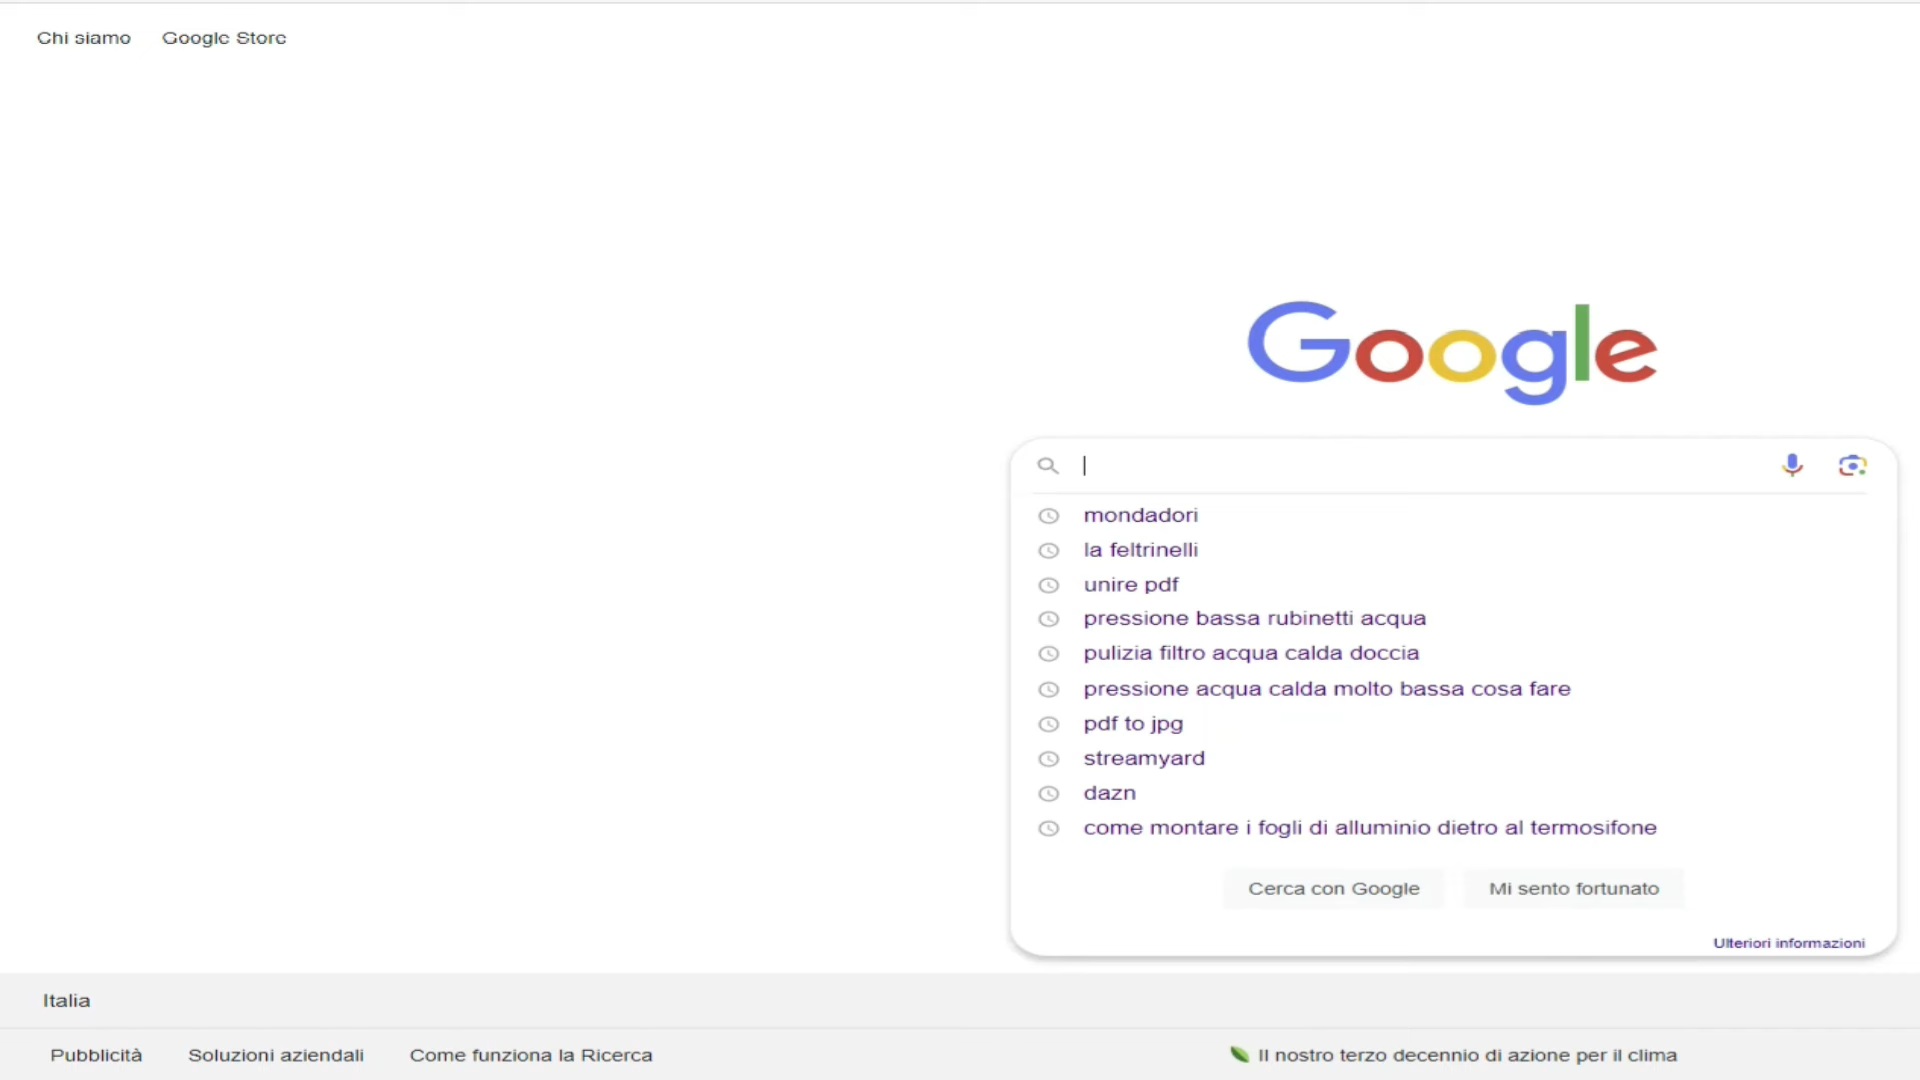 Chi siamo Google Store
Google
mondadori
la feltrinelli
unire pdf
pressione bassa rubinetti acqua
pulizia filtro acqua calda doccia
pressione acqua calda molto bassa cosa fare
pdf to jpg
streamyard
dazn
come montare i fogli di alluminio dietro al termosifone
Cerca con Google Mi sento fortunato
Ulteriori informazioni
Italia
Pubblicità Soluzioni aziendali Come funziona la Ricerca Il nostro terzo decennio di azione per il clima